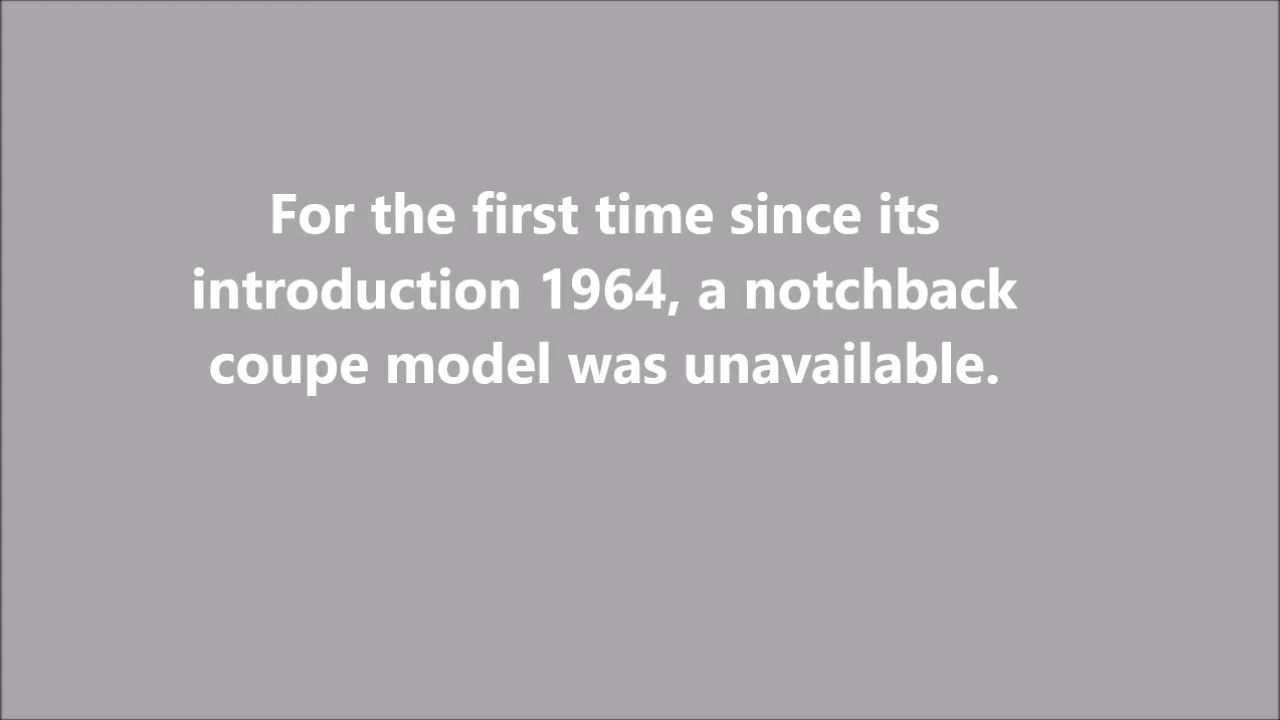 For the first time since its
introduction 1964, a notchback
coupe model was unavailable.